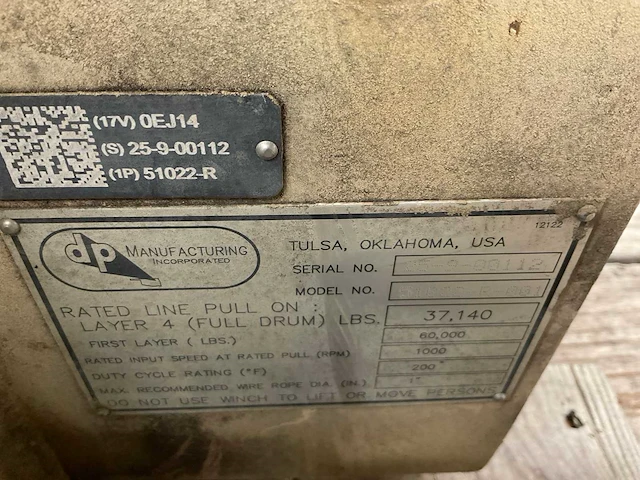 (17V) 0EJ14
(S) 25-9-00112
(1P) 51022-R
12122
dp MANUFACTURING
INCORPORATED
TULSA, OKLAHOMA, USA
SERIAL NO.
MODEL NO.
RATED LINE PULL ON :
LAYER 4 (FULL DRUM) LBS. 37,140
FIRST LAYER ( LBS.) 60,000
RATED INPUT SPEED AT RATED PULL (RPM) 1000
DUTY CYCLE RATING (°F) 200
MAX. RECOMMENDED WIRE ROPE DIA. (IN.) 1"
DO NOT USE WINCH TO LIFT OR MOVE PERSONS